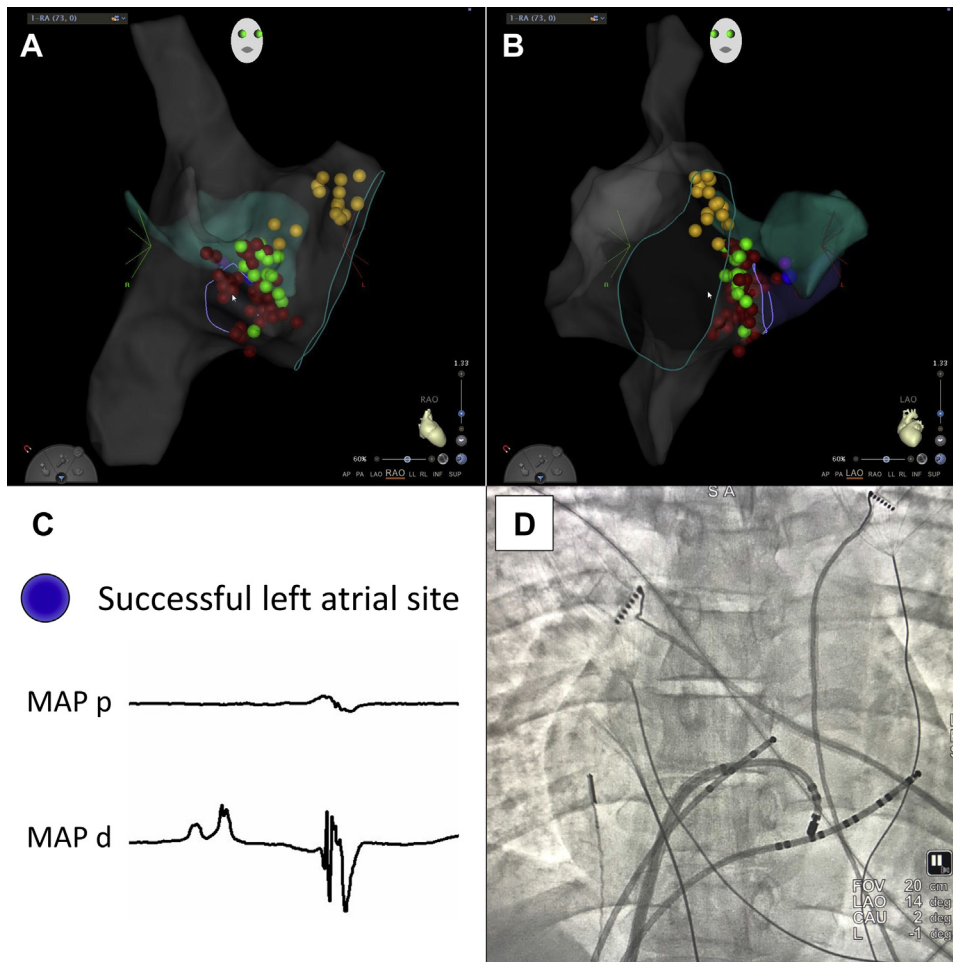 1-RA (73, 0)
A
R
L
1.33
RAO
60%
AP PA LAO RAO LL RL INF SUP
1-RA (73, 0)
B
R
L
1.33
LAO
60%
AP PA LAO RAO LL RL INF SUP
C
Successful left atrial site
MAP p
MAP d
D
S A
FOV 20 cm
LAO 14 deg
CAU 2 deg
L -1 deg